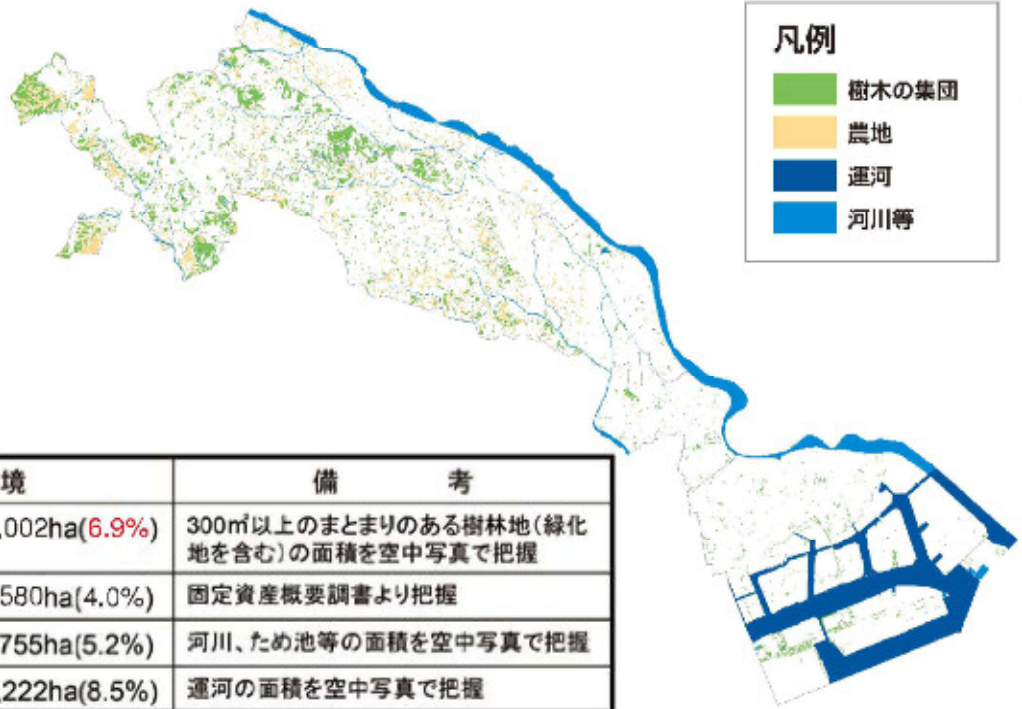 凡例
樹木の集団
農地
運河
河川等
境 備考
,002ha(6.9%) 300㎡以上のまとまりのある樹林地(緑化
地を含む)の面積を空中写真で把握
580ha(4.0%) 固定資産概要調書より把握
755ha(5.2%) 河川、ため池等の面積を空中写真で把握
,222ha(8.5%) 運河の面積を空中写真で把握